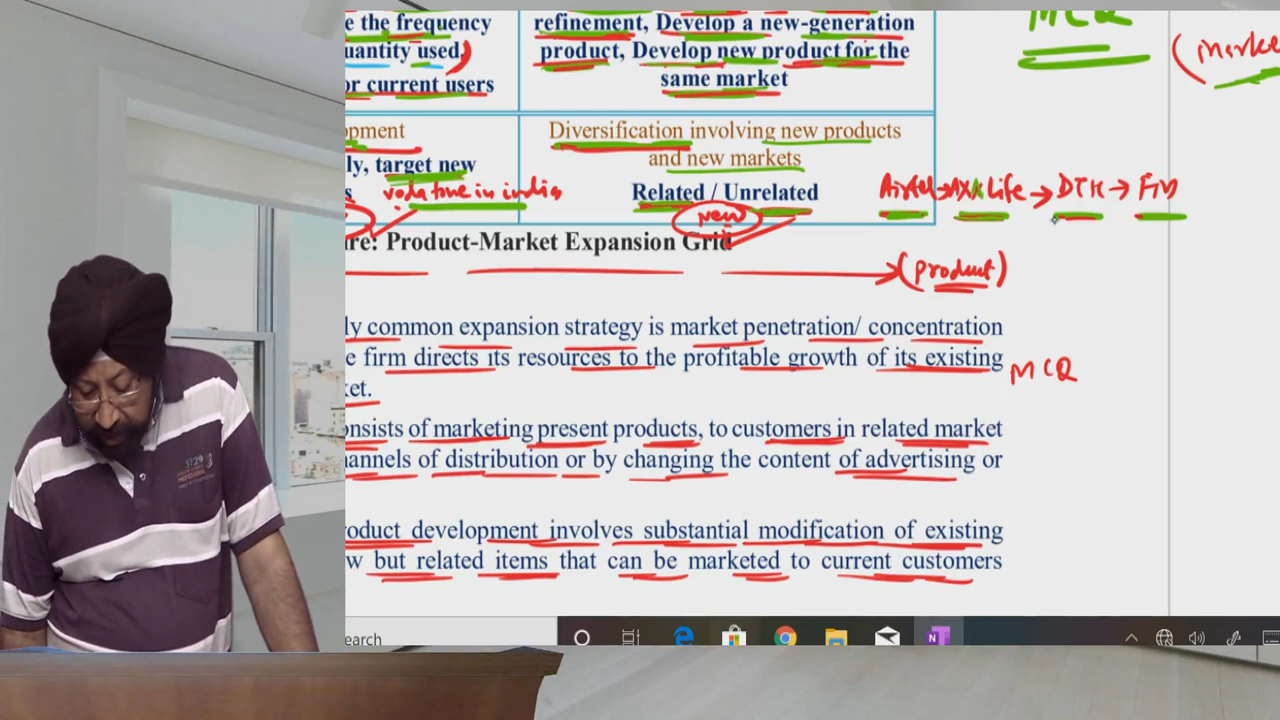 e the frequency
uantity used,
or current users
refinement, Develop a new-generation
product, Develop new product for the
same market
MCQ
(marke
opment
ly, target new
s
vodafone in india
Diversification involving new products
and new markets
Related / Unrelated
new
Airtel → AXA Life → DTH → Fin
re: Product-Market Expansion Grid
(product)
ly common expansion strategy is market penetration/ concentration
e firm directs its resources to the profitable growth of its existing
MCQ
et.
onsists of marketing present products, to customers in related market
hannels of distribution or by changing the content of advertising or
oduct development involves substantial modification of existing
w but related items that can be marketed to current customers
earch